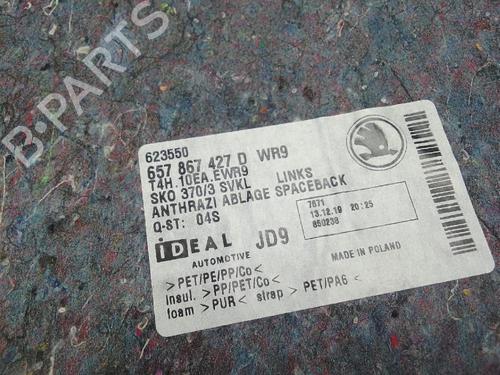 B-PARTS
623550
657 867 427 D WR9
T4H.10EA.EWR9
SKO 370/3 SVKL LINKS
ANTHRAZI ABLAGE SPACEBACK
Q-ST: 04S
7671
13.12.19 20:25
850238
iDEAL JD9
AUTOMOTIVE
MADE IN POLAND
>PET/PE/PP/Co<
insul. >PP/PET/Co<
foam >PUR< strap >PET/PA6<